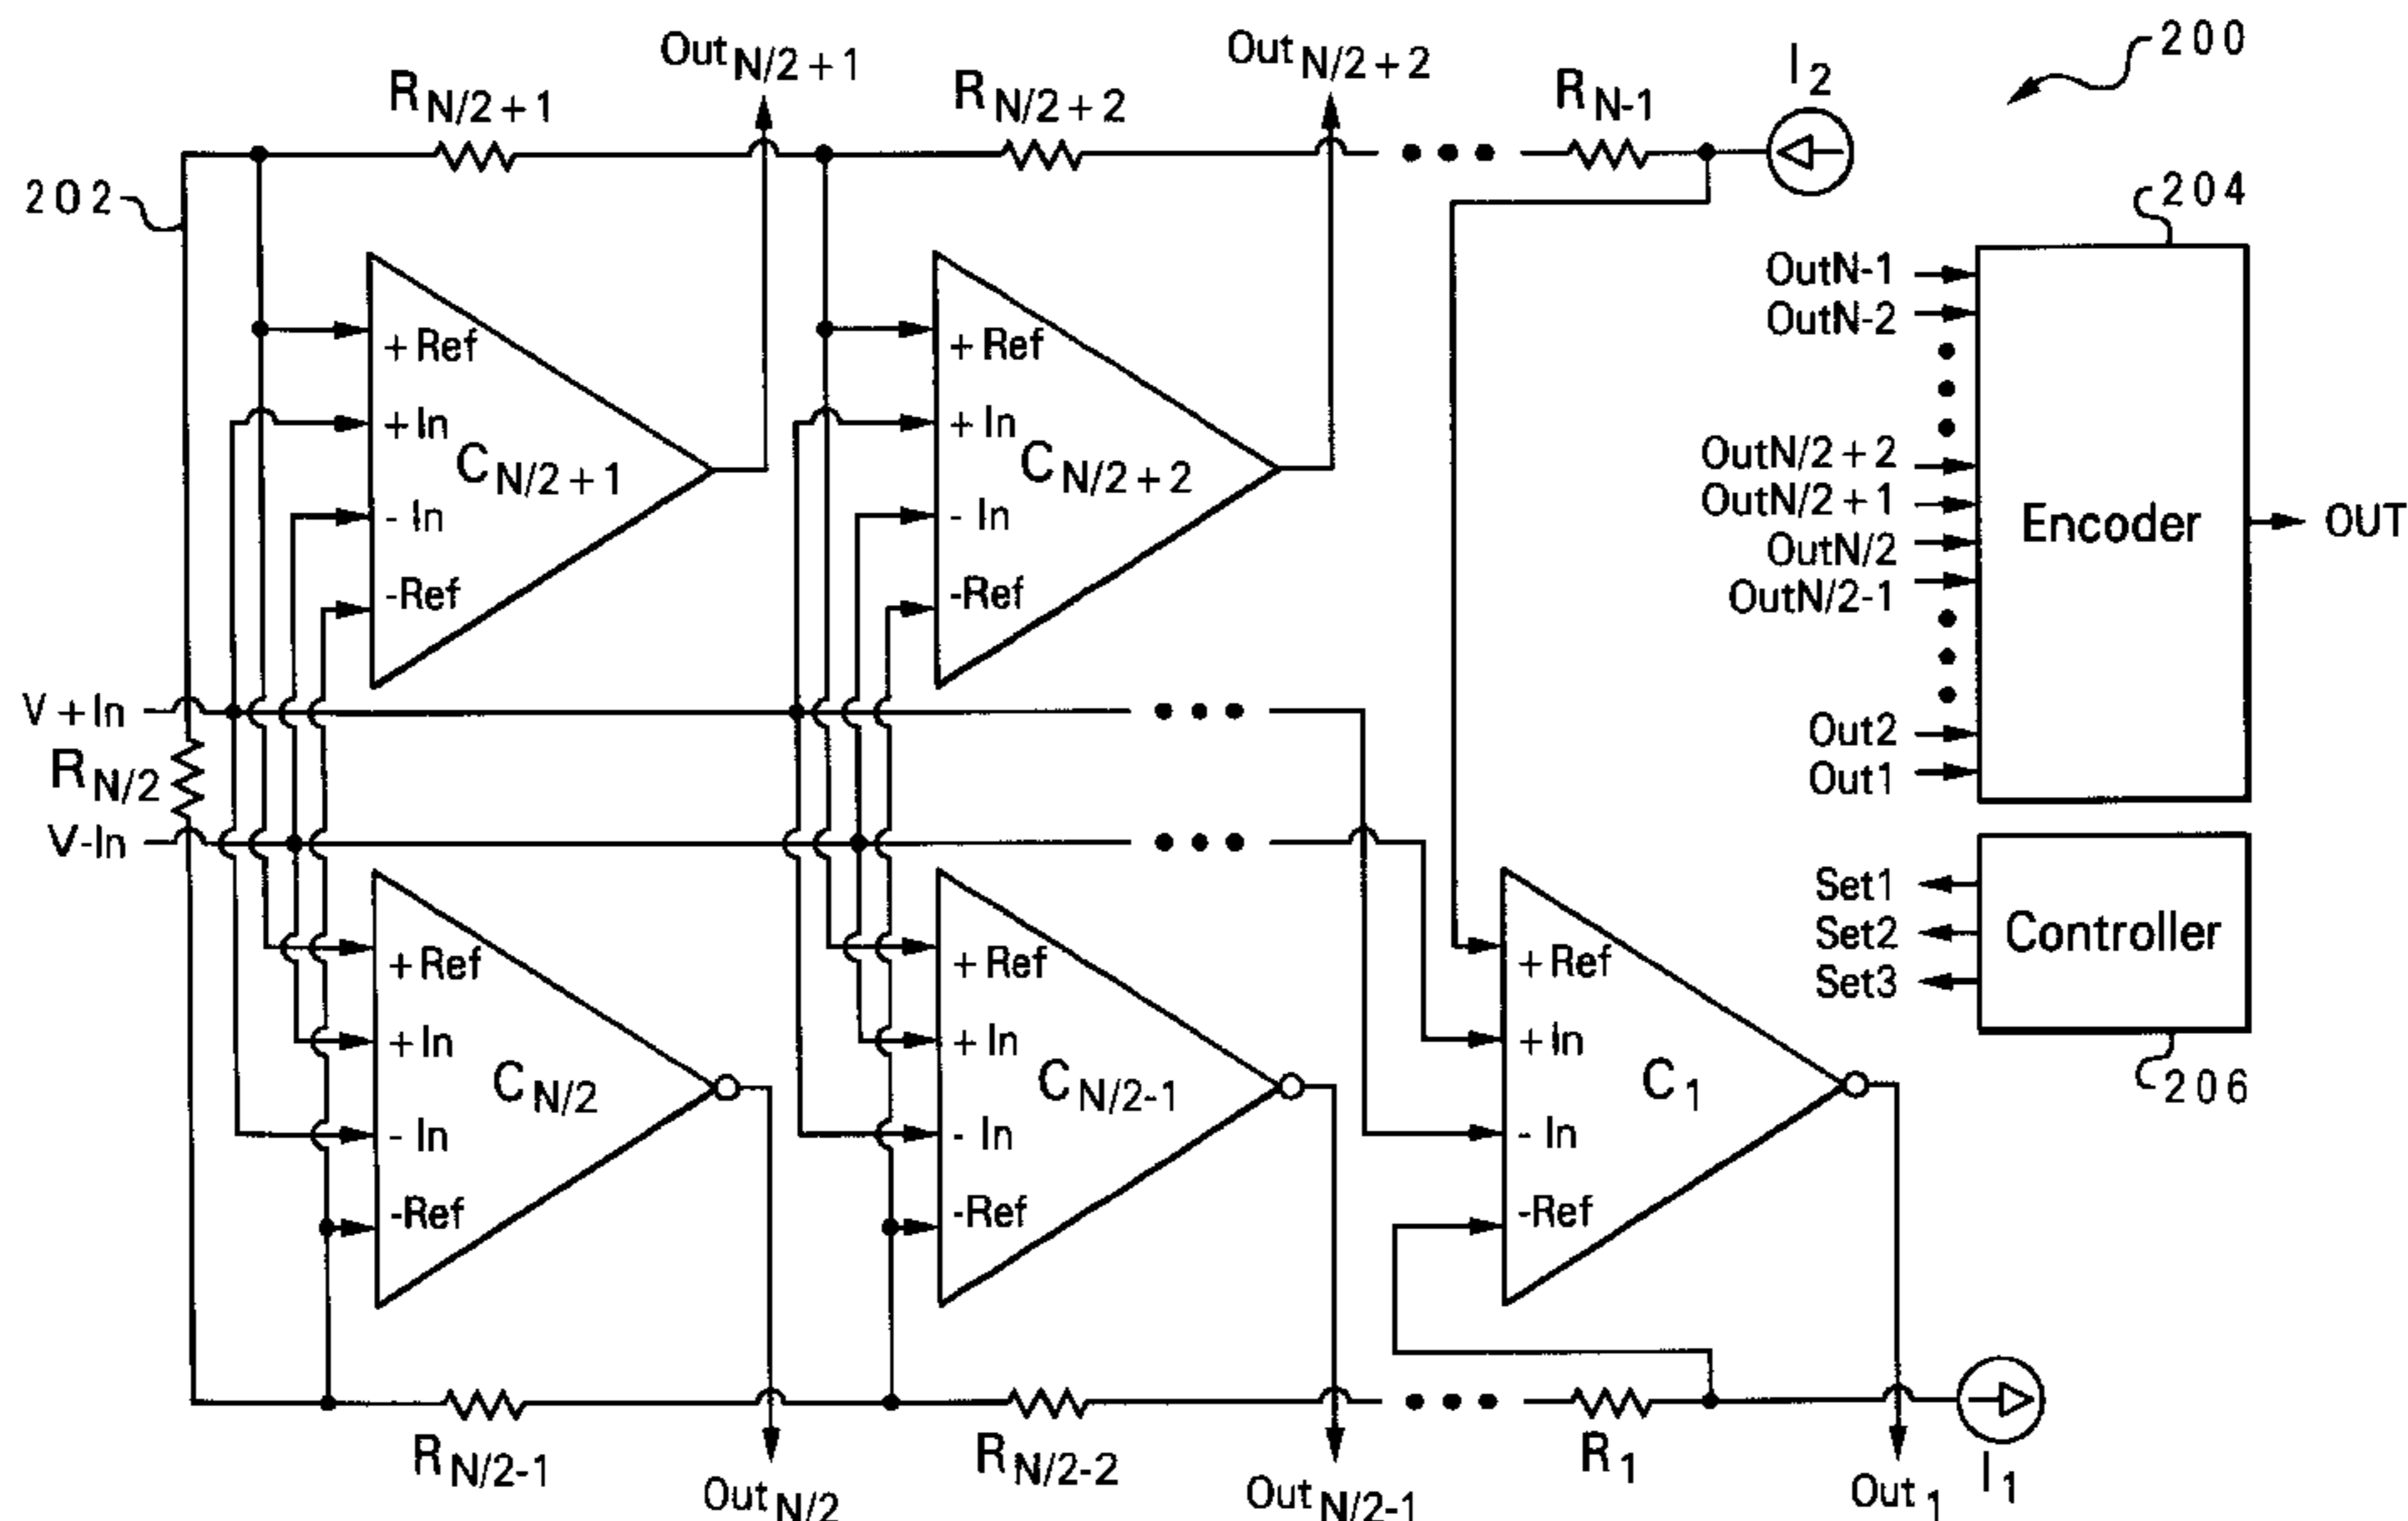 Out N/2 + 1
Out N/2 + 2
I 2
200
R N/2 + 1
R N/2 + 2
R N-1
202
204
+ Ref
+ In
C N/2 + 1
- In
-Ref
+ Ref
+ In
C N/2 + 2
- In
-Ref
OutN-1
OutN-2
OutN/2 + 2
OutN/2 + 1
OutN/2
OutN/2-1
Out2
Out1
Encoder
OUT
V + In
R N/2
V-In
+ Ref
+ In
C N/2
- In
-Ref
+ Ref
+ In
C N/2-1
- In
-Ref
+ Ref
+ In
C 1
- In
-Ref
Set1
Set2
Set3
Controller
206
R N/2-1
R N/2-2
R 1
Out N/2
Out N/2-1
Out 1
I 1